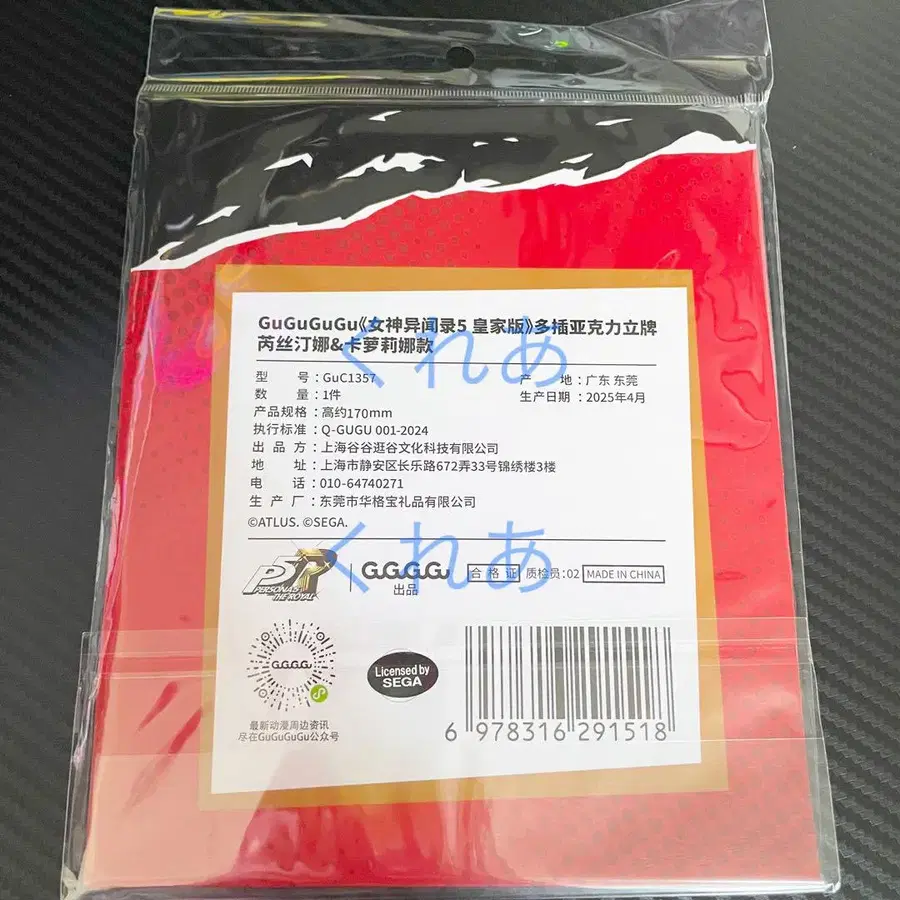 GuGuGuGu《女神异闻录5 皇家版》多插亚克力立牌
芮丝汀娜&卡萝莉娜款
型 号：GuC1357
产 地：广东 东莞
数 量：1件
生产日期：2025年4月
产品规格：高约170mm
执行标准：Q-GUGU 001-2024
出 品 方：上海谷谷逛谷文化科技有限公司
地 址：上海市静安区长乐路672弄33号锦绣楼3楼
电 话：010-64740271
生 产 厂：东莞市华格宝礼品有限公司
©ATLUS. ©SEGA.
くれあ
くれあ
P5R
PERSONA5
THE ROYAL
GuGuGuGu
出品
合格证
质检员:02
MADE IN CHINA
G.G.G.G.
Licensed by
SEGA
最新动漫周边资讯
尽在GuGuGuGu公众号
6 978316 291518